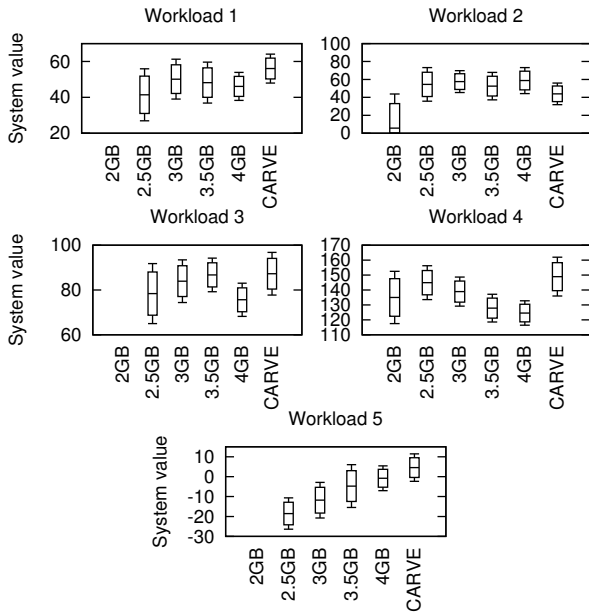 Workload 1
Workload 2
System value
60
40
20
100
80
60
40
20
0
2GB
2.5GB
3GB
3.5GB
4GB
CARVE
2GB
2.5GB
3GB
3.5GB
4GB
CARVE
Workload 3
Workload 4
System value
100
80
60
170
160
150
140
130
120
110
2GB
2.5GB
3GB
3.5GB
4GB
CARVE
2GB
2.5GB
3GB
3.5GB
4GB
CARVE
Workload 5
System value
10
0
-10
-20
-30
2GB
2.5GB
3GB
3.5GB
4GB
CARVE